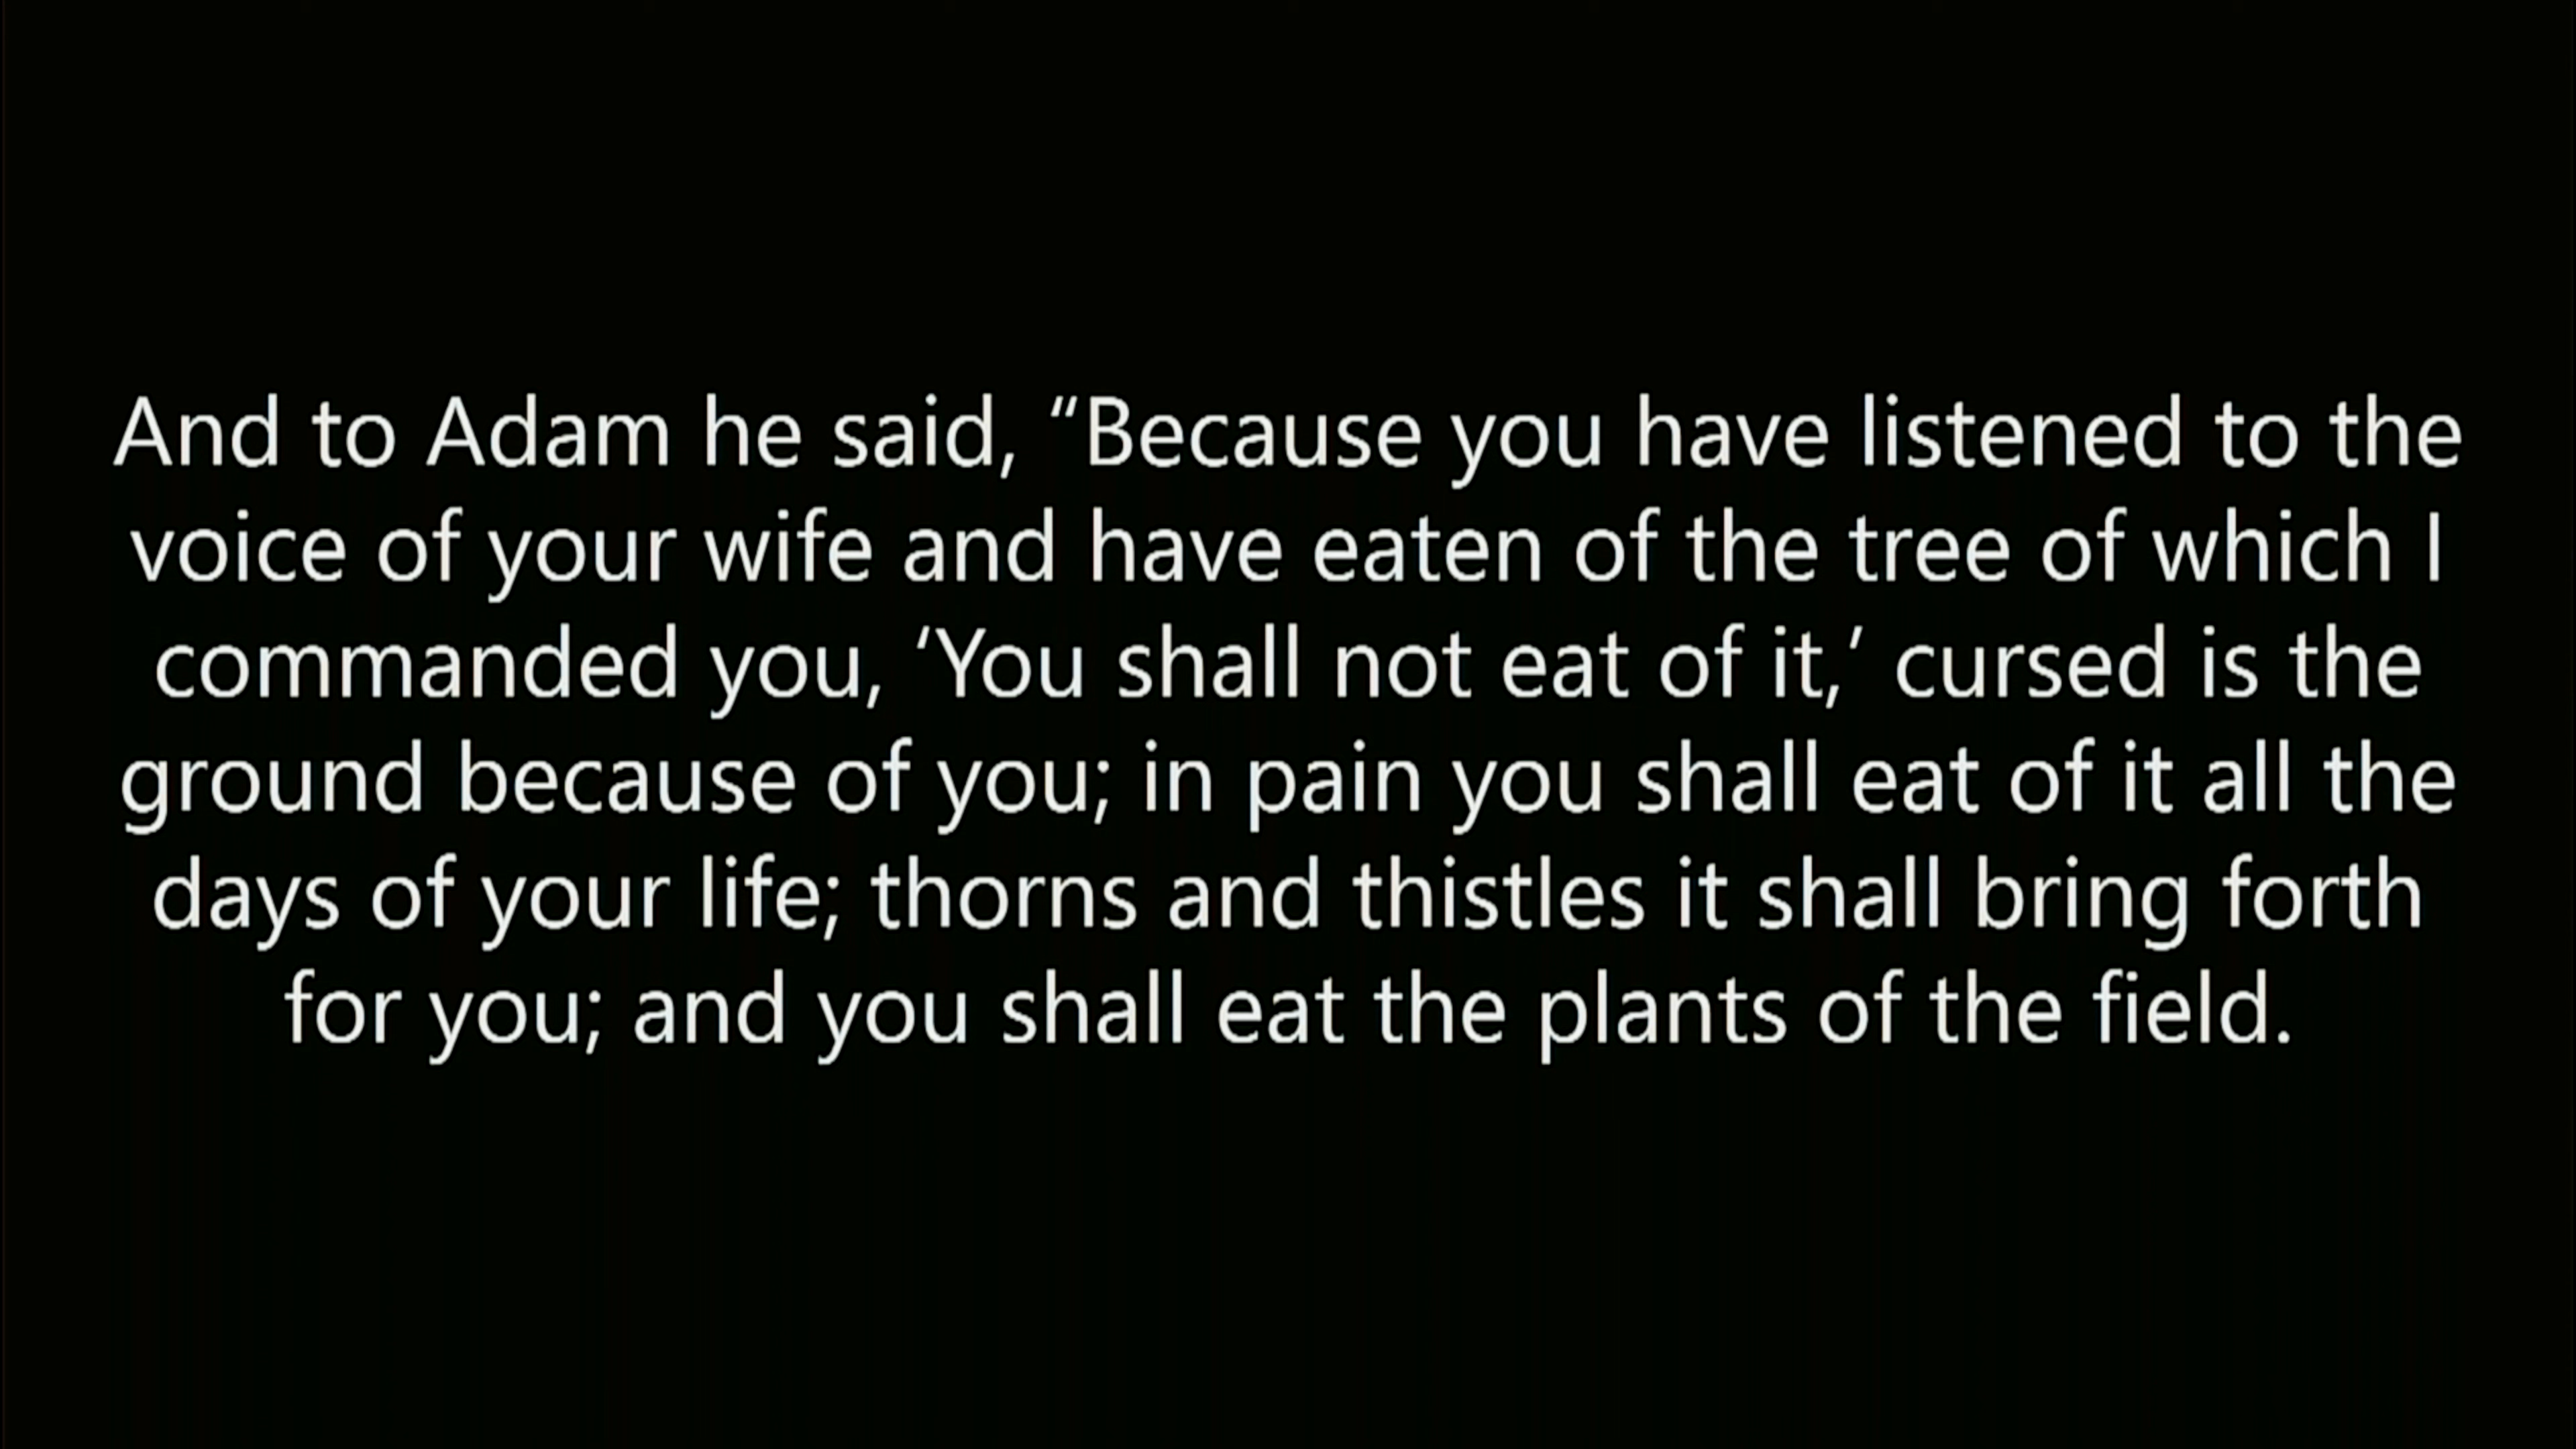 And to Adam he said, “Because you have listened to the
voice of your wife and have eaten of the tree of which I
commanded you, ‘You shall not eat of it,’ cursed is the
ground because of you; in pain you shall eat of it all the
days of your life; thorns and thistles it shall bring forth
for you; and you shall eat the plants of the field.